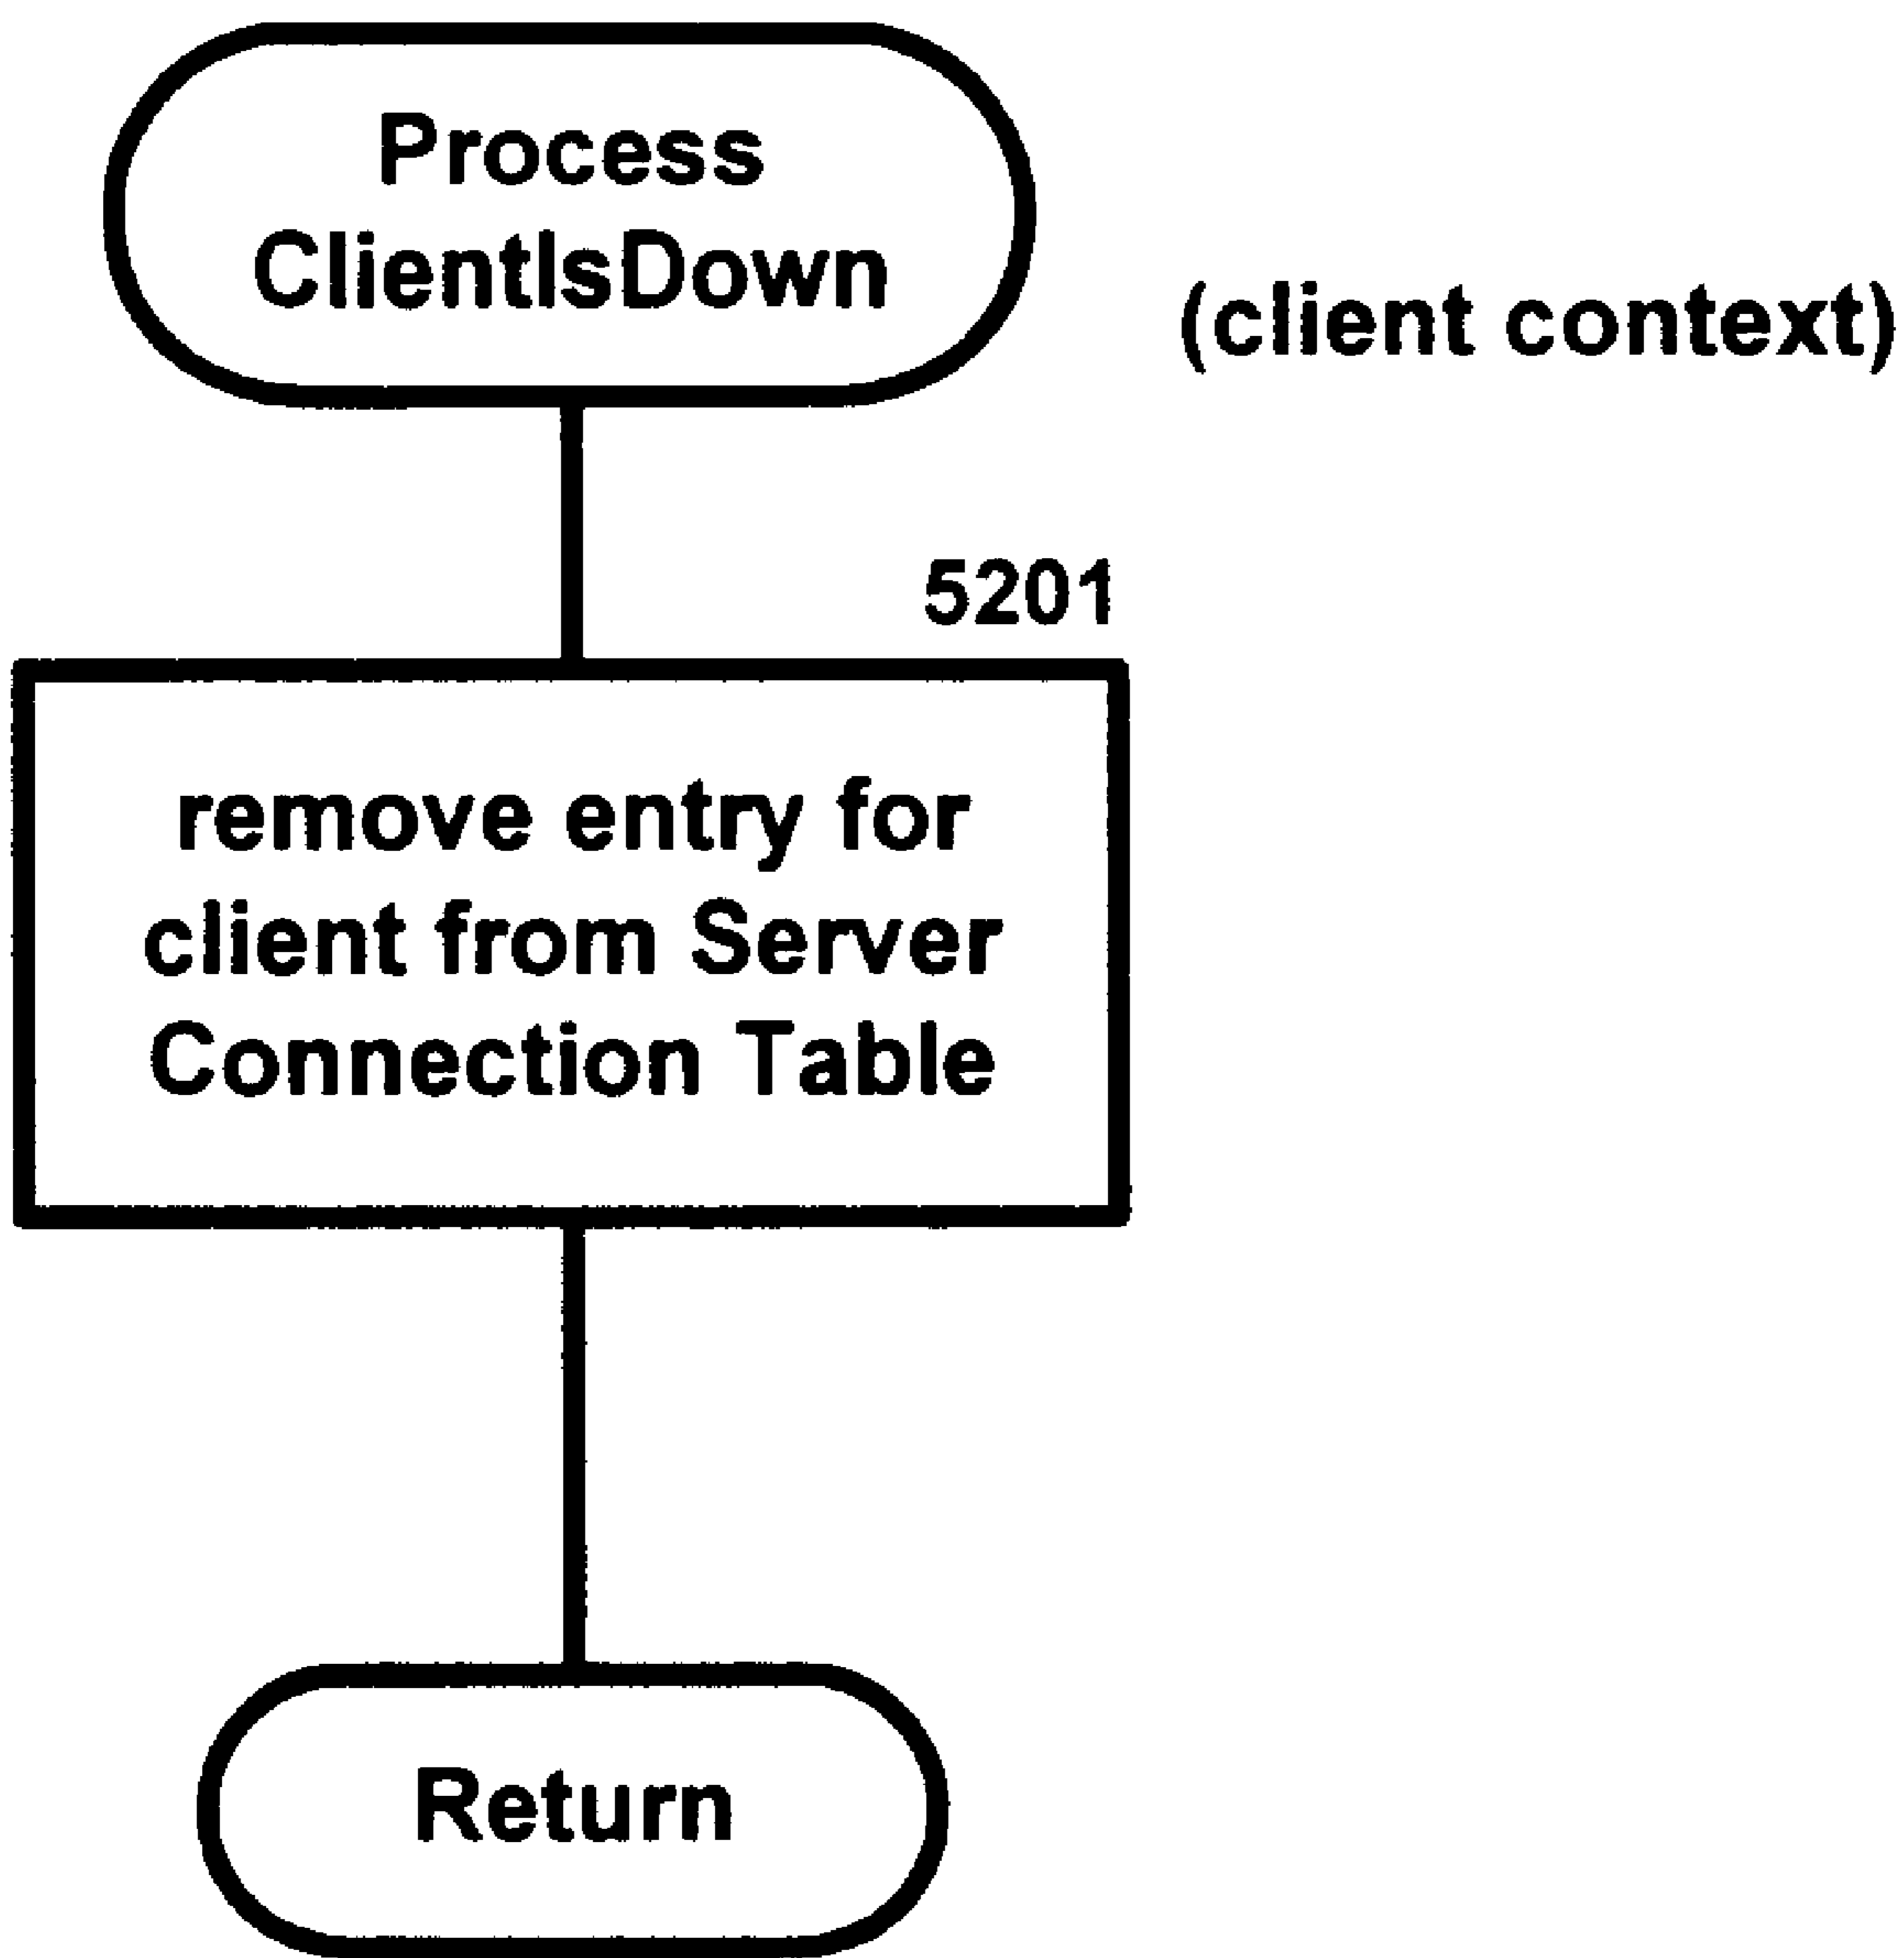 Process
ClientIsDown
(client context)
5201
remove entry for
client from Server
Connection Table
Return